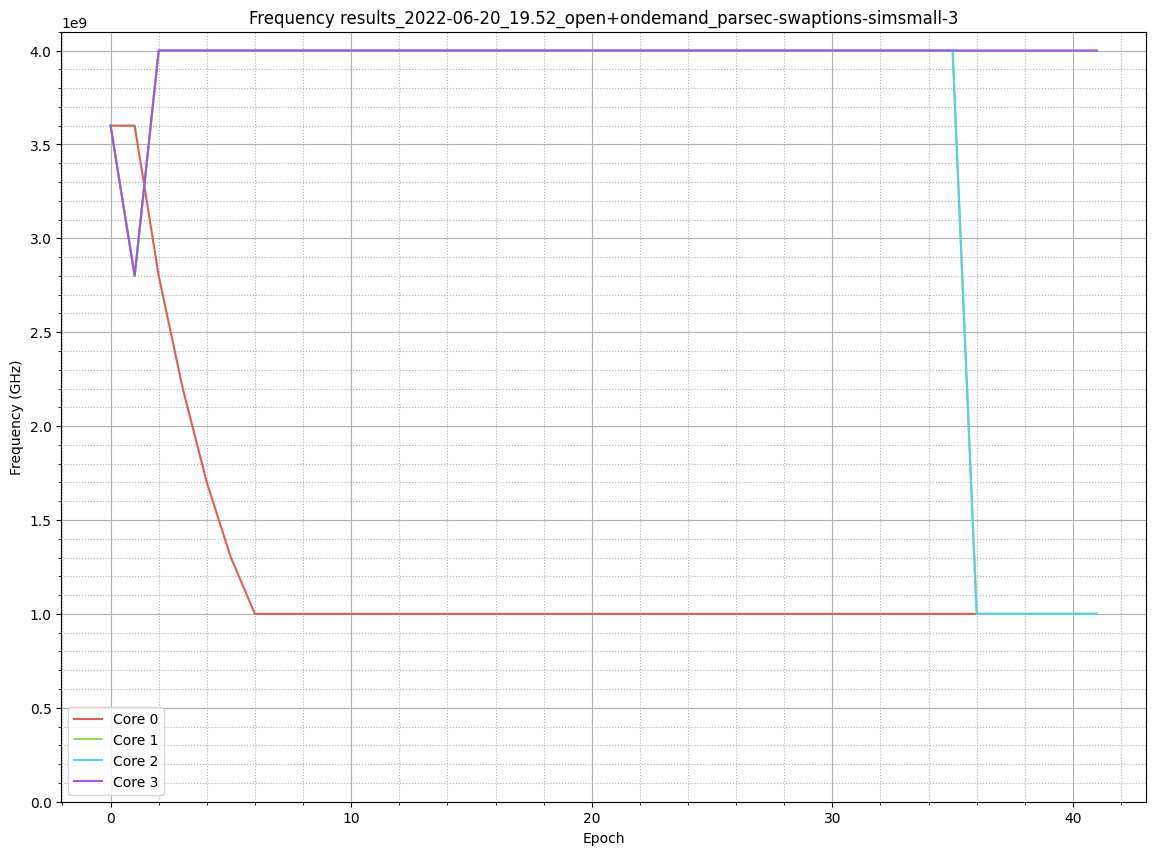 Frequency results_2022-06-20_19.52_open+ondemand_parsec-swaptions-simsmall-3
1e9
4.0
3.5
3.0
2.5
2.0
1.5
1.0
0.5
0.0
Frequency (GHz)
Core 0
Core 1
Core 2
Core 3
0 10 20 30 40
Epoch